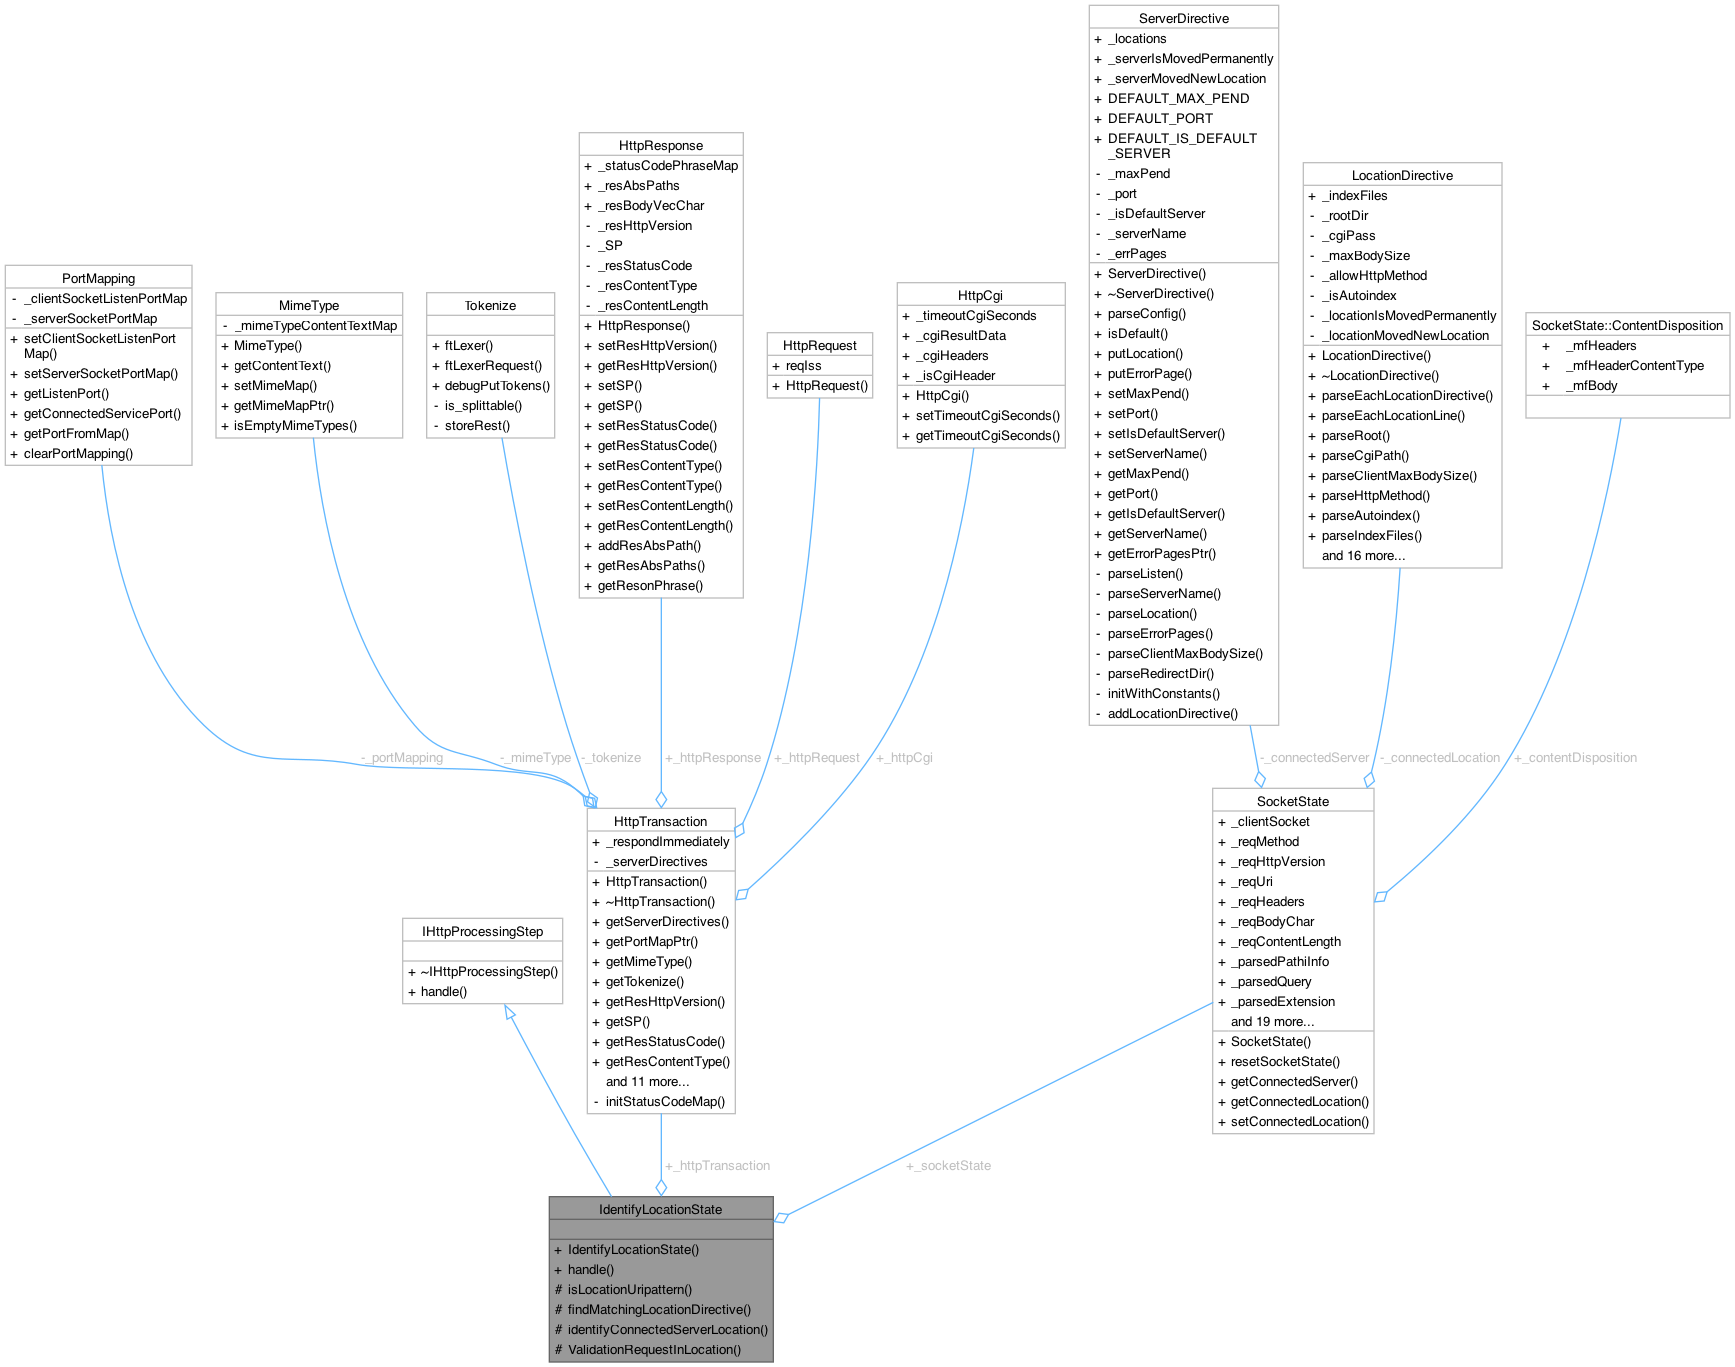 ServerDirective
+ _locations
+ _serverIsMovedPermanently
+ _serverMovedNewLocation
+ DEFAULT_MAX_PEND
+ DEFAULT_PORT
+ DEFAULT_IS_DEFAULT
_SERVER
- _maxPend
- _port
- _isDefaultServer
- _serverName
- _errPages
+ ServerDirective()
+ ~ServerDirective()
+ parseConfig()
+ isDefault()
+ putLocation()
+ putErrorPage()
+ setMaxPend()
+ setPort()
+ setIsDefaultServer()
+ setServerName()
+ getMaxPend()
+ getPort()
+ getIsDefaultServer()
+ getServerName()
+ getErrorPagesPtr()
- parseListen()
- parseServerName()
- parseLocation()
- parseErrorPages()
- parseClientMaxBodySize()
- parseRedirectDir()
- initWithConstants()
- addLocationDirective()
HttpResponse
+ _statusCodePhraseMap
+ _resAbsPaths
+ _resBodyVecChar
- _resHttpVersion
- _SP
- _resStatusCode
- _resContentType
- _resContentLength
+ HttpResponse()
+ setResHttpVersion()
+ getResHttpVersion()
+ setSP()
+ getSP()
+ setResStatusCode()
+ getResStatusCode()
+ setResContentType()
+ getResContentType()
+ setResContentLength()
+ getResContentLength()
+ addResAbsPath()
+ getResAbsPaths()
+ getResonPhrase()
LocationDirective
+ _indexFiles
- _rootDir
- _cgiPass
- _maxBodySize
- _allowHttpMethod
- _isAutoindex
- _locationIsMovedPermanently
- _locationMovedNewLocation
+ LocationDirective()
+ ~LocationDirective()
+ parseEachLocationDirective()
+ parseEachLocationLine()
+ parseRoot()
+ parseCgiPath()
+ parseClientMaxBodySize()
+ parseHttpMethod()
+ parseAutoindex()
+ parseIndexFiles()
and 16 more...
PortMapping
- _clientSocketListenPortMap
- _serverSocketPortMap
+ setClientSocketListenPort
Map()
+ setServerSocketPortMap()
+ getListenPort()
+ getConnectedServicePort()
+ getPortFromMap()
+ clearPortMapping()
MimeType
- _mimeTypeContentTextMap
+ MimeType()
+ getContentText()
+ setMimeMap()
+ getMimeMapPtr()
+ isEmptyMimeTypes()
Tokenize
+ ftLexer()
+ ftLexerRequest()
+ debugPutTokens()
- is_splittable()
- storeRest()
HttpRequest
+ reqIss
+ HttpRequest()
HttpCgi
+ _timeoutCgiSeconds
+ _cgiResultData
+ _cgiHeaders
+ _isCgiHeader
+ HttpCgi()
+ setTimeoutCgiSeconds()
+ getTimeoutCgiSeconds()
SocketState::ContentDisposition
+ _mfHeaders
+ _mfHeaderContentType
+ _mfBody
-_portMapping
-_mimeType
-_tokenize
+_httpResponse
+_httpRequest
+_httpCgi
-_connectedServer
-_connectedLocation
+_contentDisposition
HttpTransaction
+ _respondImmediately
- _serverDirectives
+ HttpTransaction()
+ ~HttpTransaction()
+ getServerDirectives()
+ getPortMapPtr()
+ getMimeType()
+ getTokenize()
+ getResHttpVersion()
+ getSP()
+ getResStatusCode()
+ getResContentType()
and 11 more...
- initStatusCodeMap()
SocketState
+ _clientSocket
+ _reqMethod
+ _reqHttpVersion
+ _reqUri
+ _reqHeaders
+ _reqBodyChar
+ _reqContentLength
+ _parsedPathiInfo
+ _parsedQuery
+ _parsedExtension
and 19 more...
+ SocketState()
+ resetSocketState()
+ getConnectedServer()
+ getConnectedLocation()
+ setConnectedLocation()
IHttpProcessingStep
+ ~IHttpProcessingStep()
+ handle()
+_httpTransaction
+_socketState
IdentifyLocationState
+ IdentifyLocationState()
+ handle()
# isLocationUripattern()
# findMatchingLocationDirective()
# identifyConnectedServerLocation()
# ValidationRequestInLocation()